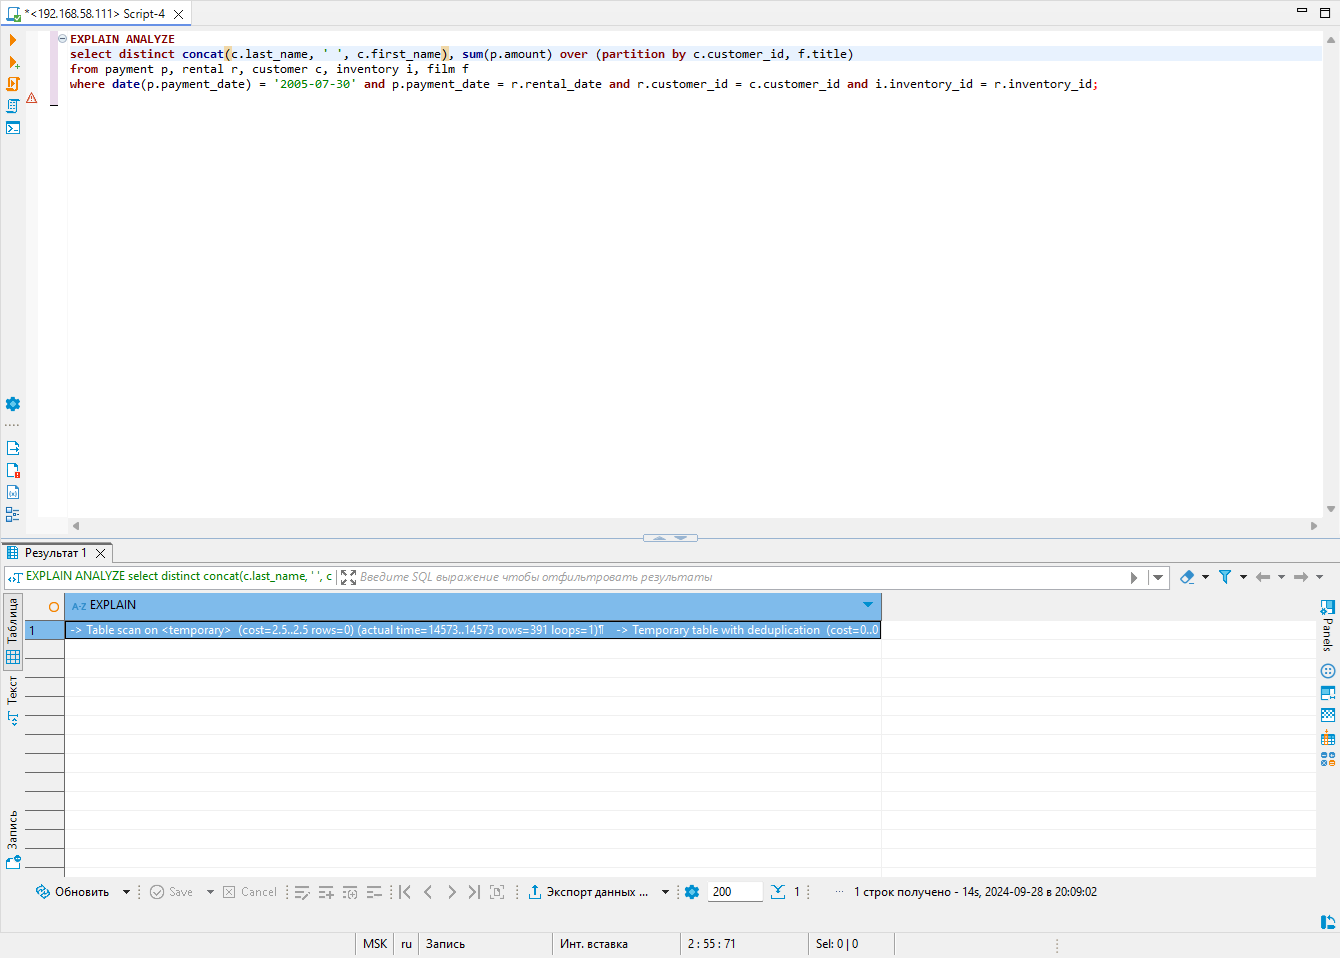 *<192.168.58.111> Script-4
EXPLAIN ANALYZE
select distinct concat(c.last_name, ' ', c.first_name), sum(p.amount) over (partition by c.customer_id, f.title)
from payment p, rental r, customer c, inventory i, film f
where date(p.payment_date) = '2005-07-30' and p.payment_date = r.rental_date and r.customer_id = c.customer_id and i.inventory_id = r.inventory_id;
Результат 1
EXPLAIN ANALYZE select distinct concat(c.last_name, ' ', c
Введите SQL выражение чтобы отфильтровать результаты
Таблица
A-Z EXPLAIN
1
-> Table scan on <temporary>  (cost=2.5..2.5 rows=0) (actual time=14573..14573 rows=391 loops=1)¶    -> Temporary table with deduplication  (cost=0..0
Panels
Текст
Запись
Обновить
Save
Cancel
Экспорт данных ...
200
1
1 строк получено - 14s, 2024-09-28 в 20:09:02
MSK
ru
Запись
Инт. вставка
2 : 55 : 71
Sel: 0 | 0